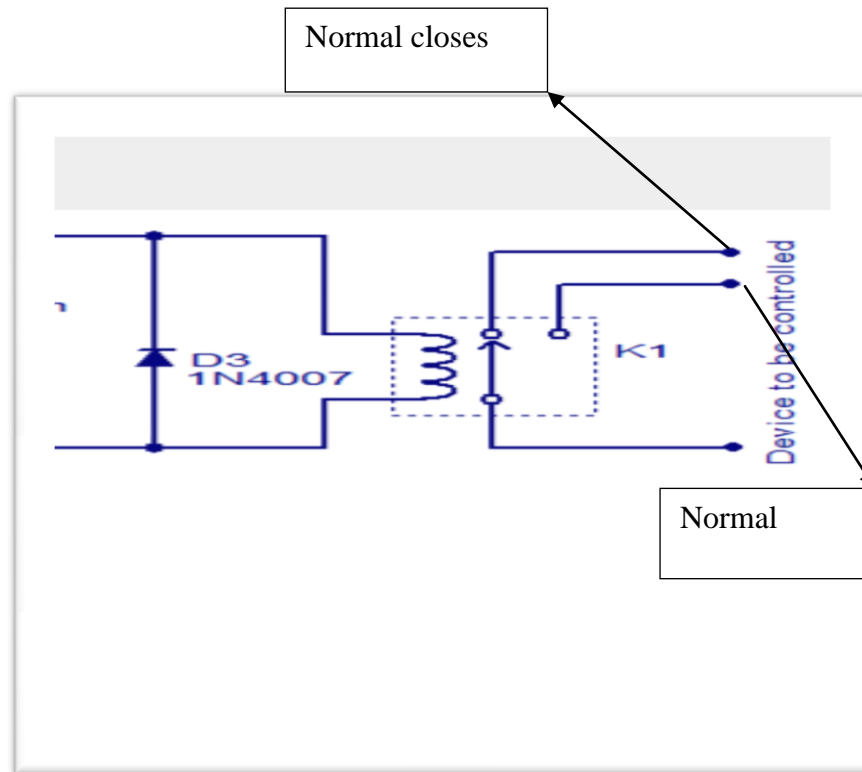 Normal closes
D3
1N4007
K1
Device to be controlled
Normal